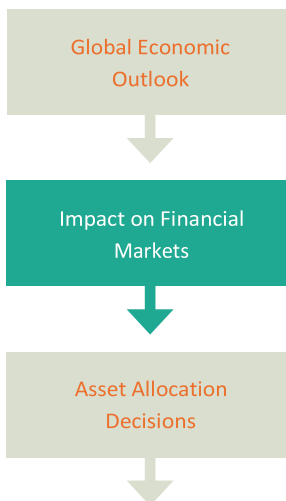 Global Economic
Outlook
Impact on Financial
Markets
Asset Allocation
Decisions